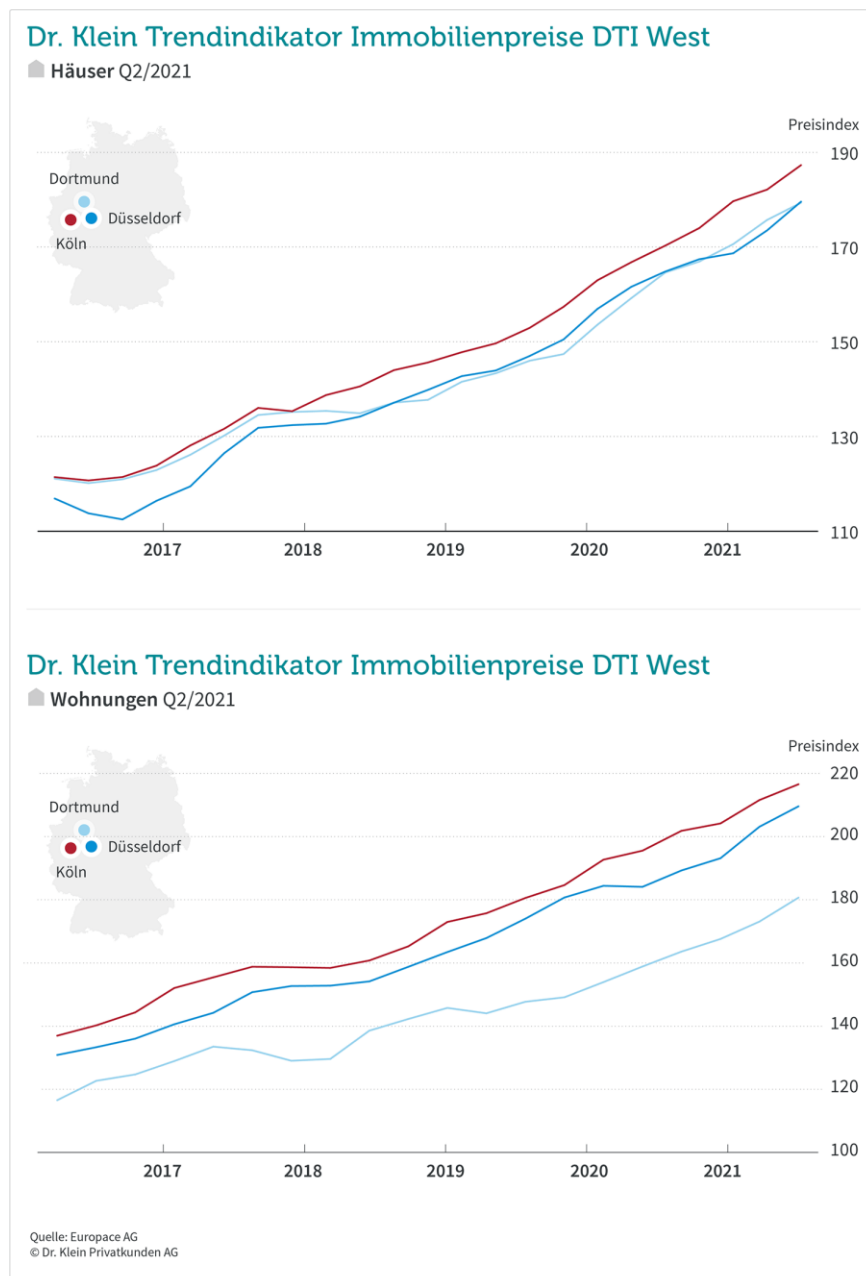 Dr. Klein Trendindikator Immobilienpreise DTI West
Häuser Q2/2021
Preisindex
190
Dortmund
Düsseldorf
Köln
170
150
130
110
2017 2018 2019 2020 2021
Dr. Klein Trendindikator Immobilienpreise DTI West
Wohnungen Q2/2021
Preisindex
220
Dortmund
Düsseldorf
Köln
200
180
160
140
120
100
2017 2018 2019 2020 2021
Quelle: Europace AG
© Dr. Klein Privatkunden AG